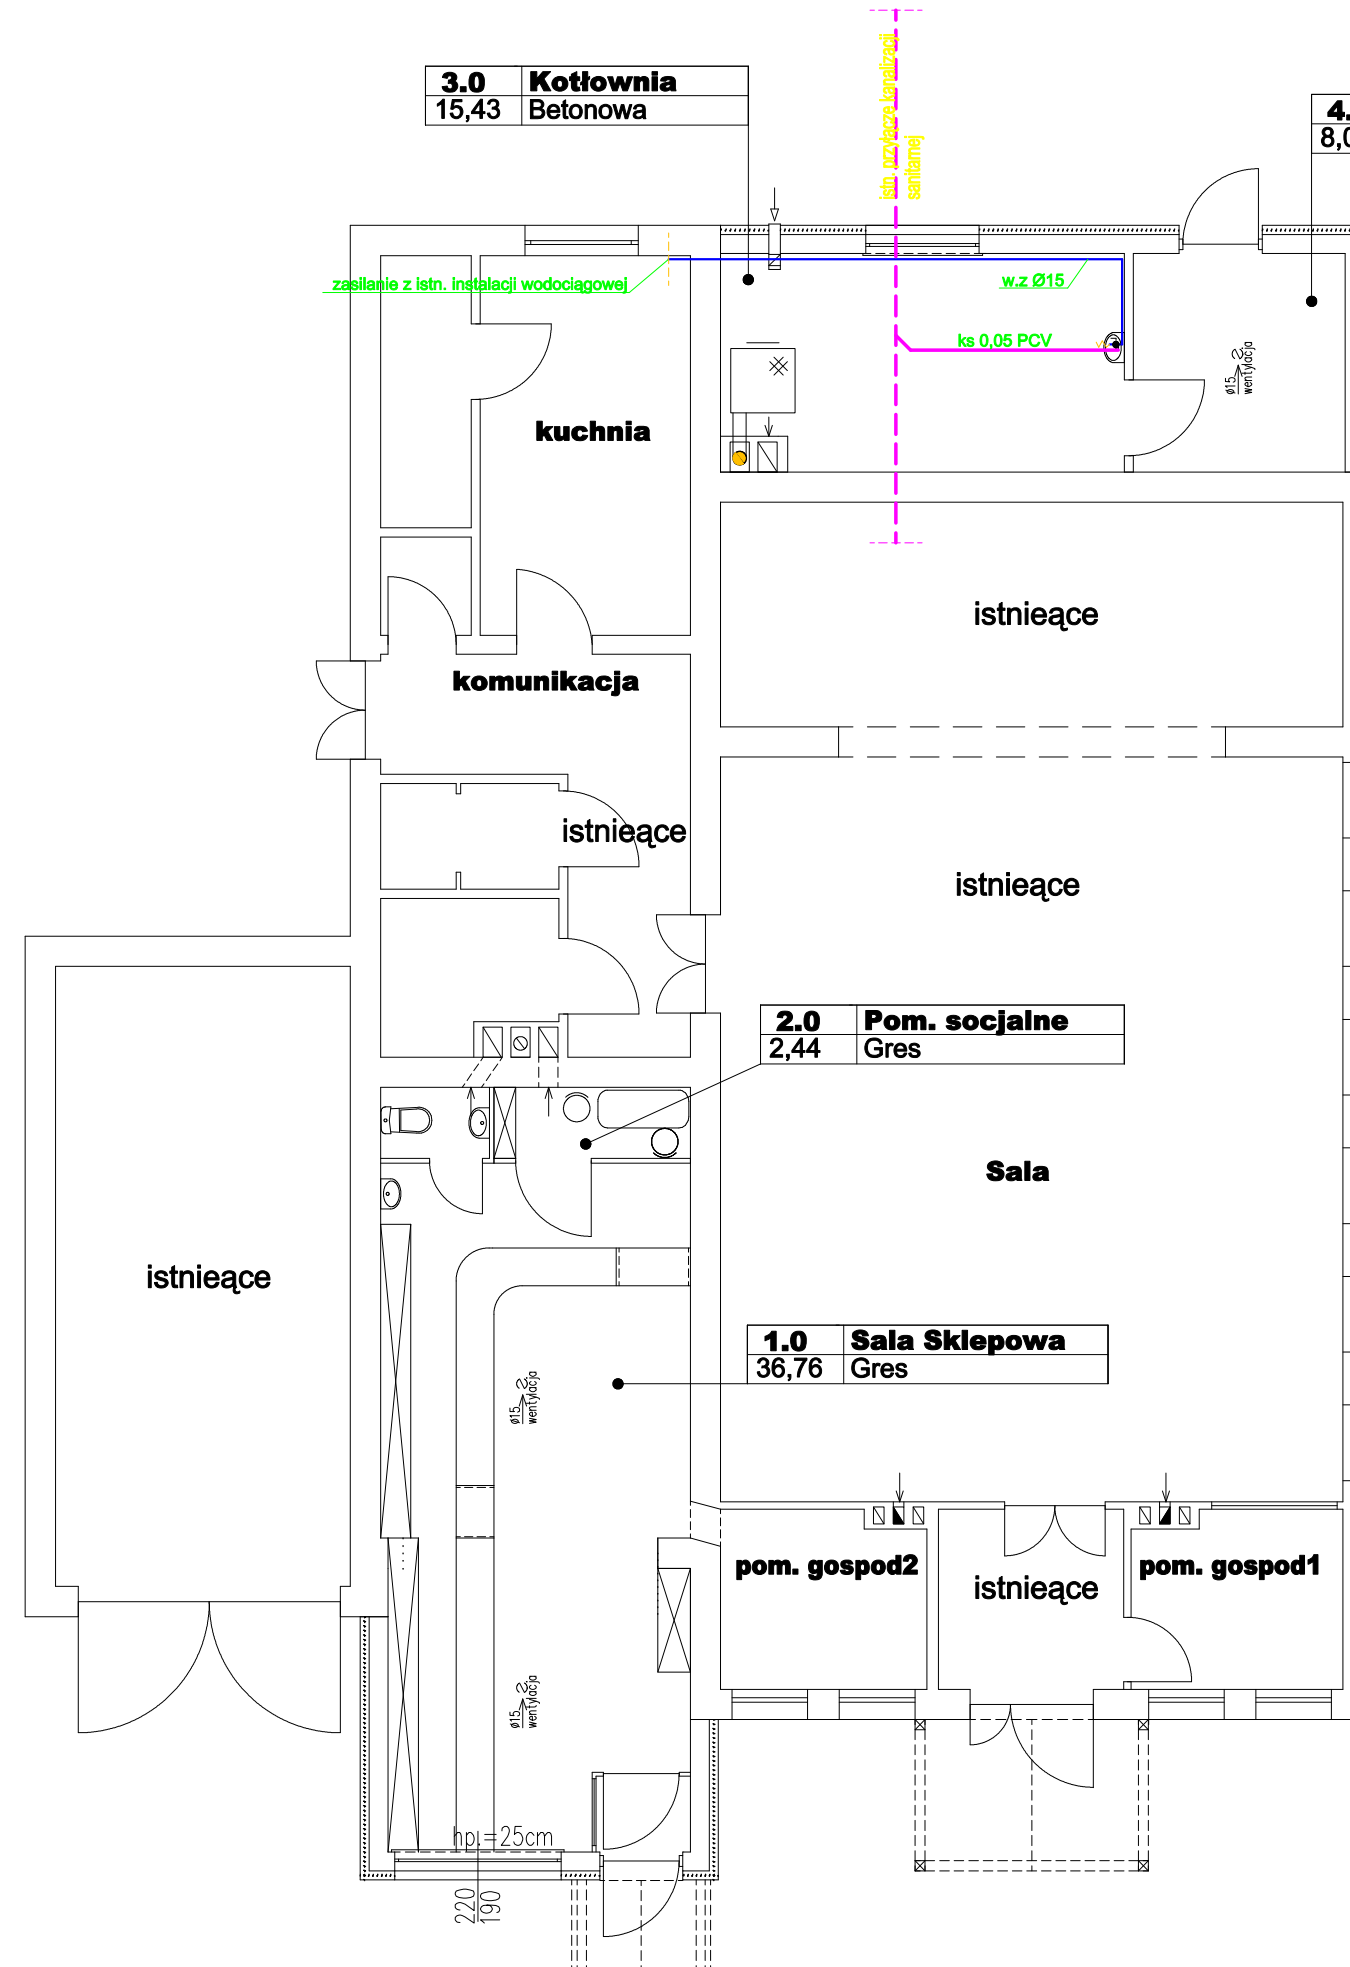 3.0 Kotłownia
15,43 Betonowa
istn. przyłącze kanalizacji
sanitarnej
4.
8,0
zasilanie z istn. instalacji wodociągowej
w.z Ø15
ks 0,05 PCV
ø15
wentylacja
kuchnia
istnieące
komunikacja
istnieące
istnieące
2.0 Pom. socjalne
2,44 Gres
Sala
istnieące
1.0 Sala Sklepowa
36,76 Gres
ø15
wentylacja
pom. gospod2
istnieące
pom. gospod1
ø15
wentylacja
hp.=25cm
220
190